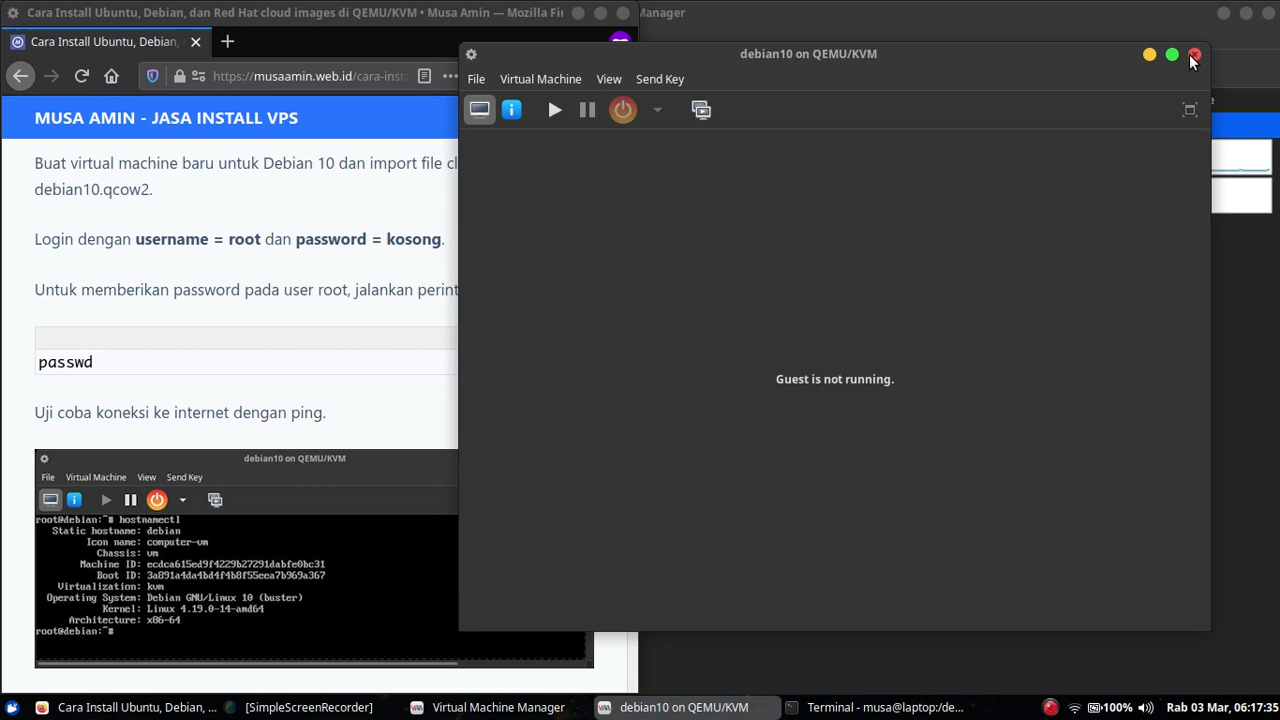 Cara Install Ubuntu, Debian, dan Red Hat cloud images di QEMU/KVM • Musa Amin — Mozilla Fir
Manager
Cara Install Ubuntu, Debian,
https://musaamin.web.id/cara-inst
MUSA AMIN - JASA INSTALL VPS
Buat virtual machine baru untuk Debian 10 dan import file cl
debian10.qcow2.
Login dengan username = root dan password = kosong.
Untuk memberikan password pada user root, jalankan perint
passwd
Uji coba koneksi ke internet dengan ping.
debian10 on QEMU/KVM
File Virtual Machine View Send Key
root@debian:~# hostnamectl
Static hostname: debian
Icon name: computer-vm
Chassis: vm
Machine ID: ecdca615ed9f4229b27291dabfe0bc31
Boot ID: 3a891a4da4bd4f4b8f55eea7b969a367
Virtualization: kvm
Operating System: Debian GNU/Linux 10 (buster)
Kernel: Linux 4.19.0-14-amd64
Architecture: x86-64
root@debian:~#
debian10 on QEMU/KVM
File Virtual Machine View Send Key
Guest is not running.
Cara Install Ubuntu, Debian, ...
[SimpleScreenRecorder]
Virtual Machine Manager
debian10 on QEMU/KVM
Terminal - musa@laptop:/de...
100%
Rab 03 Mar, 06:17:35